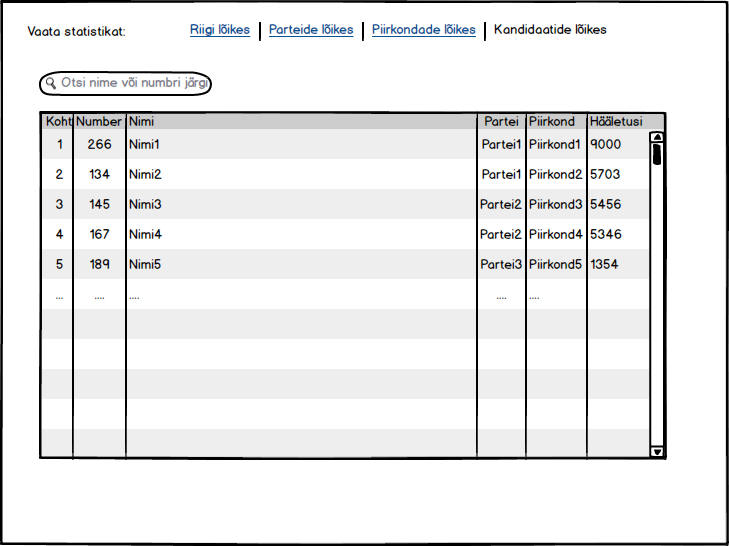 Vaata statistikat: Riigi lõikes Parteide lõikes Piirkondade lõikes Kandidaatide lõikes
Otsi nime või numbri järgi
Koht Number Nimi Partei Piirkond Hääletusi
1 266 Nimi1 Partei1 Piirkond1 9000
2 134 Nimi2 Partei1 Piirkond2 5703
3 145 Nimi3 Partei2 Piirkond3 5456
4 167 Nimi4 Partei2 Piirkond4 5346
5 189 Nimi5 Partei3 Piirkond5 1354
... .... .... .... ....